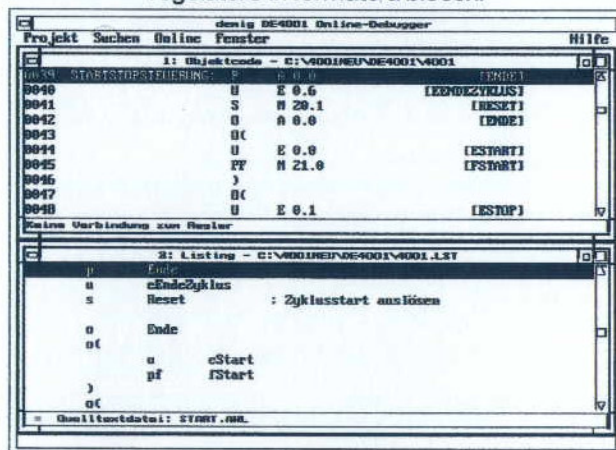 demig DE4001 Online-Debugger
Projekt Suchen Online Fenster Hilfe
1: Objektcode - C:\4001NEU\DE4001\4001
0039 STARTSTOPSTEUERUNG: R A 0.0 [ENDE]
0040 U E 0.6 [EENDEZYKLUS]
0041 S M 20.1 [RESET]
0042 O A 0.0 [ENDE]
0043 O(
0044 U E 0.0 [ESTART]
0045 PF M 21.0 [FSTART]
0046 )
0047 O(
0048 U E 0.1 [ESTOP]
Keine Verbindung zum Regler
2: Listing - C:\4001NEU\DE4001\4001.LST
Ende
u eEndeZyklus
s Reset : Zyklusstart auslösen
o Ende
o(
u eStart
pf fStart
)
o(
= Quelltextdatei: START.AWL